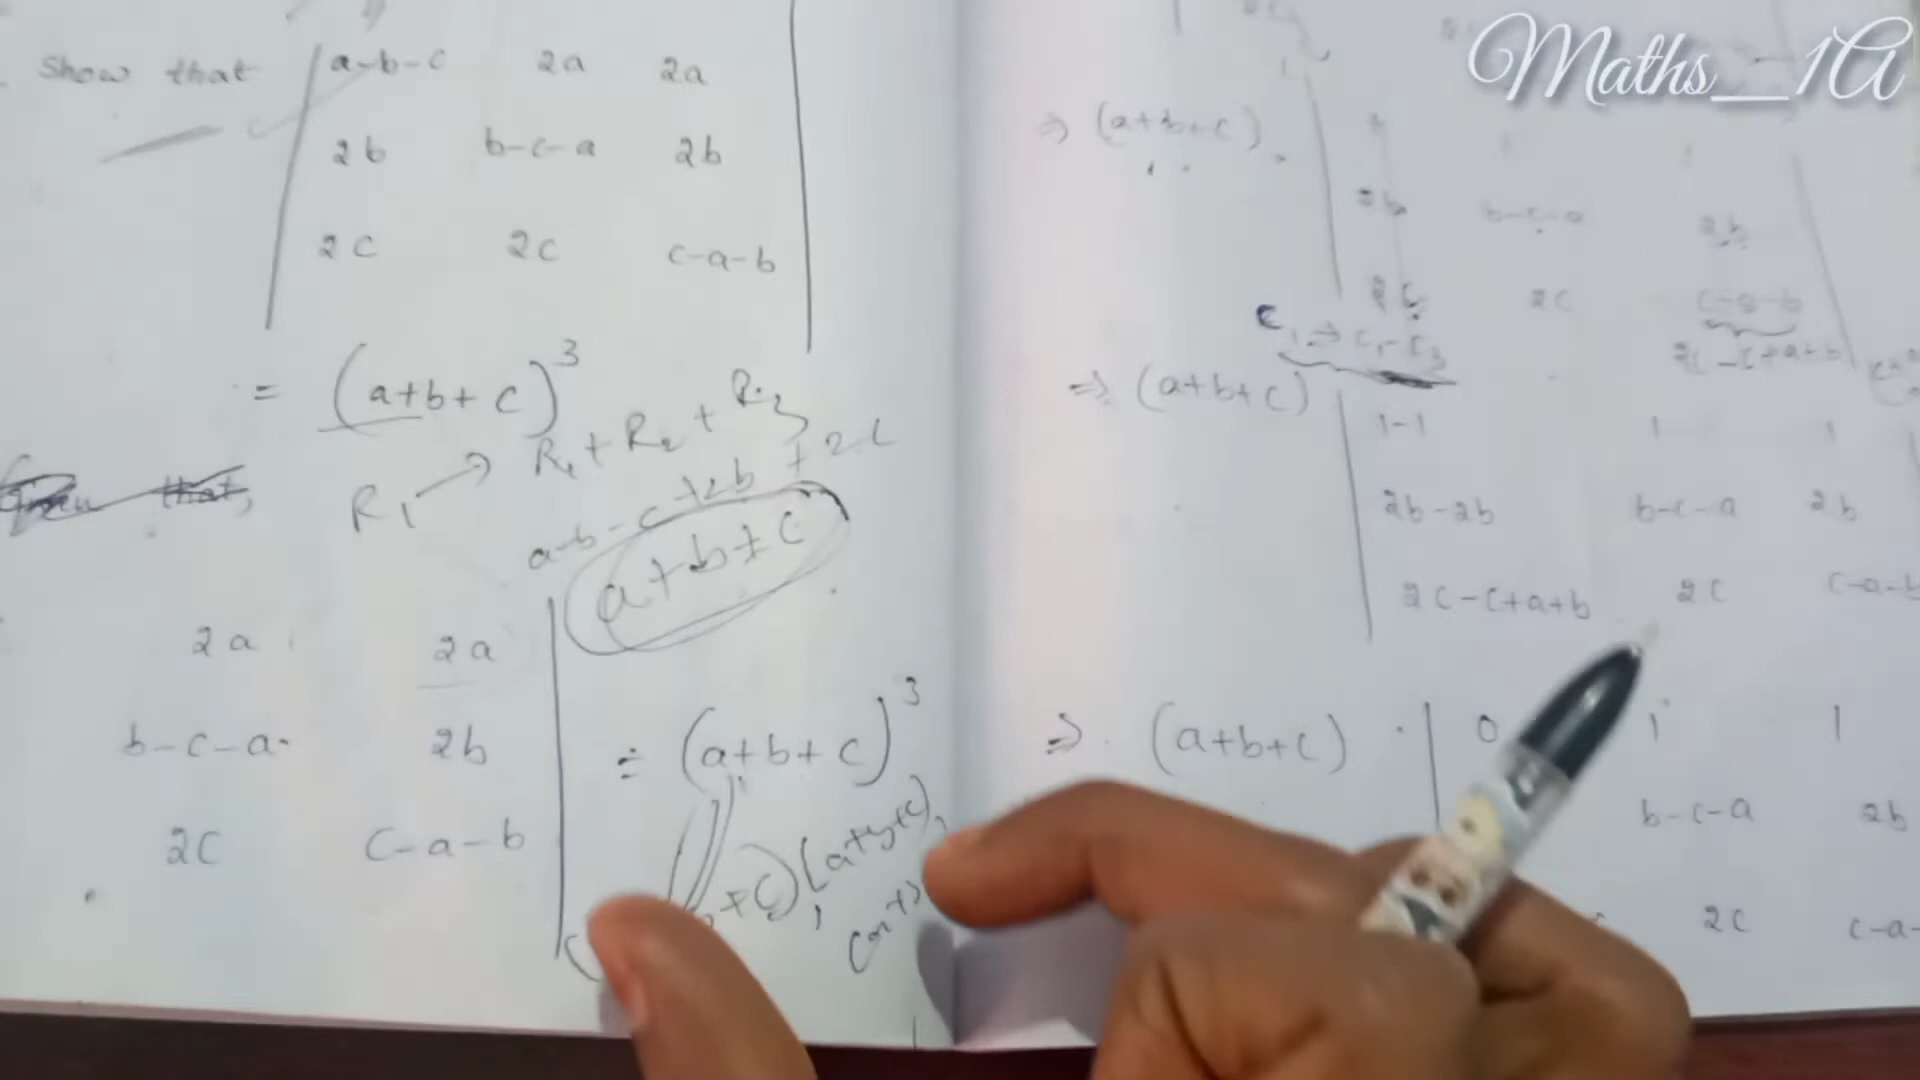 Maths__1A
Show that a-b-c 2a 2a
2b b-c-a 2b
2c 2c c-a-b
= (a+b+c)³
R₁ → R₁ + R₂ + R₃
a-b-c+2b+2c
a+b+c
2a 2a
b-c-a 2b
2c c-a-b
= (a+b+c)³
+c) (a+b+c)
⇒ (a+b+c)
2b b-c-a 2b
2c 2c c-a-b
2c-c+a+b
C₁ → C₁-C₃
⇒ (a+b+c) 1-1 1 1
2b-2b b-c-a 2b
2c-c+a+b 2c c-a-b
⇒ (a+b+c) 0 1 1
b-c-a 2b
2c c-a-